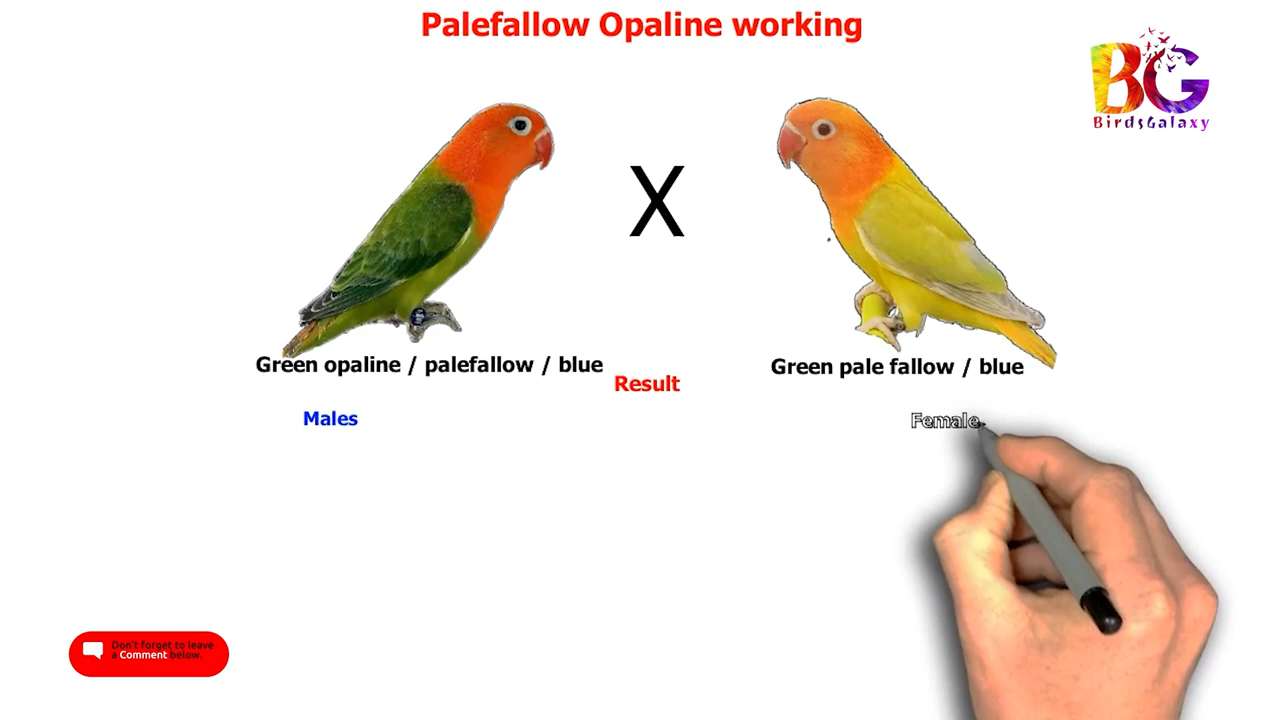 Palefallow Opaline working
BG
BirdsGalaxy
X
Green opaline / palefallow / blue
Green pale fallow / blue
Result
Males
Female
Don't forget to leave
a Comment below.